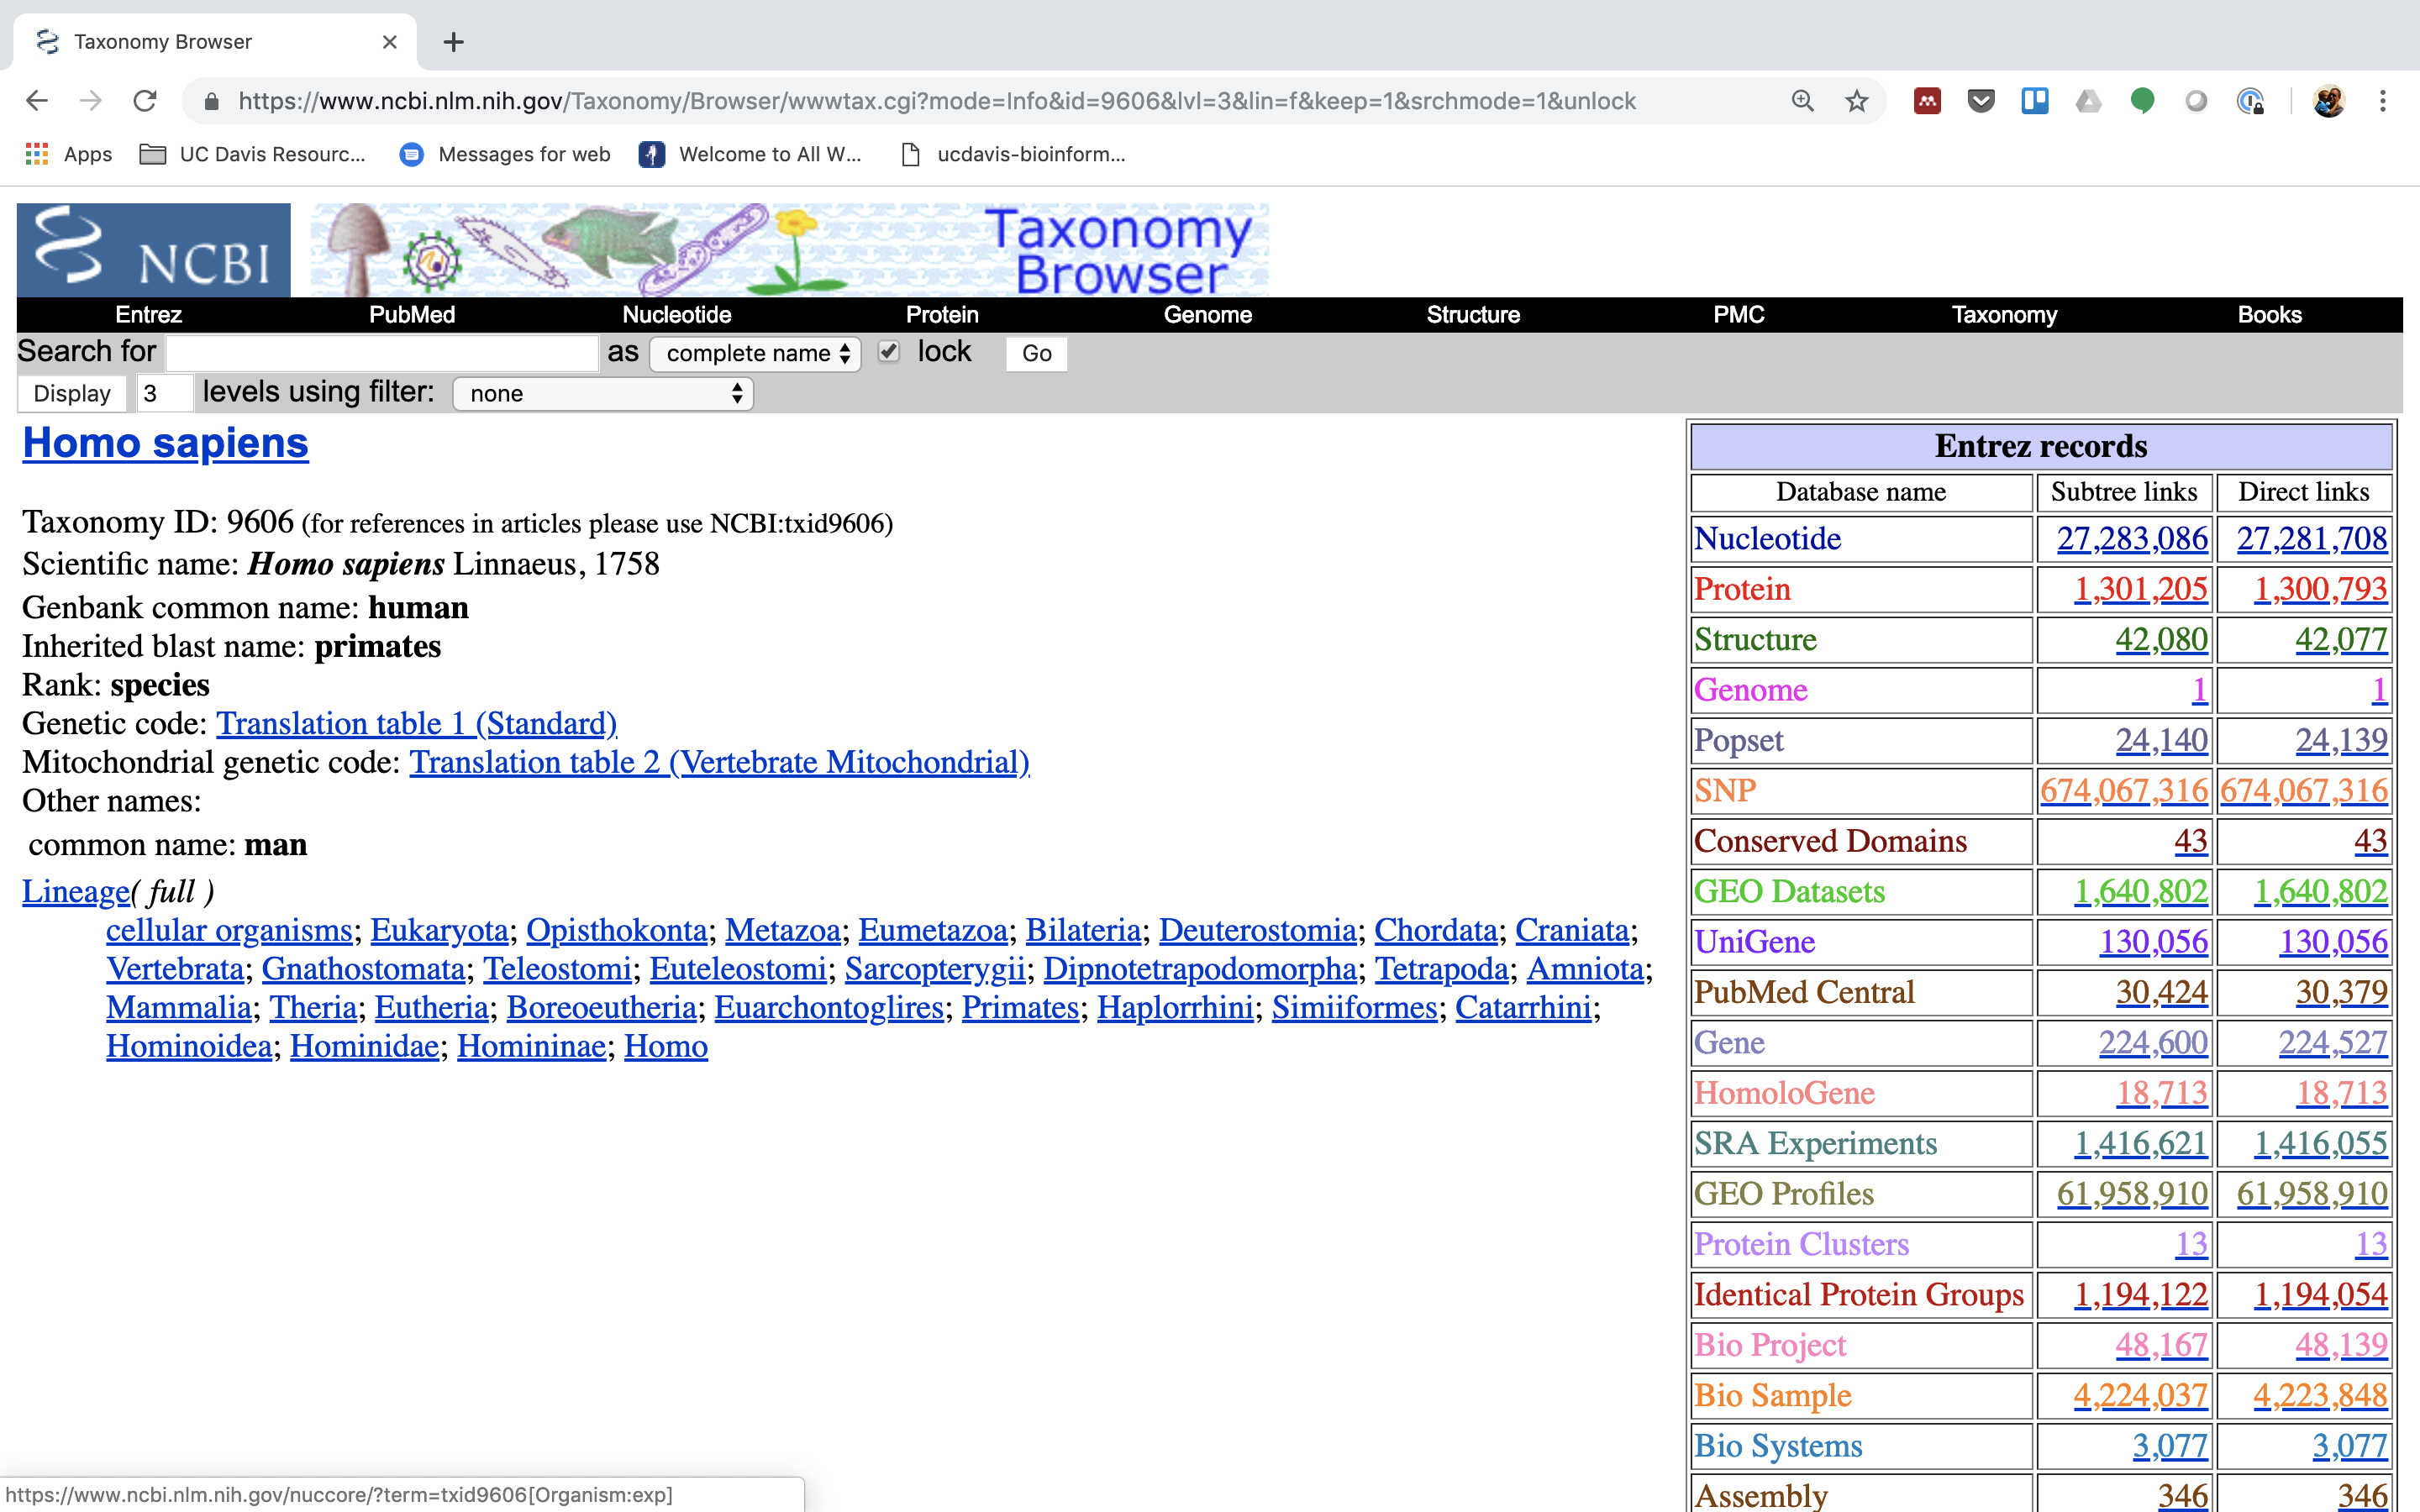 Taxonomy Browser
https://www.ncbi.nlm.nih.gov/Taxonomy/Browser/wwwtax.cgi?mode=Info&id=9606&lvl=3&lin=f&keep=1&srchmode=1&unlock
Apps UC Davis Resourc... Messages for web Welcome to All W... ucdavis-bioinform...
NCBI
Taxonomy
Browser
Entrez PubMed Nucleotide Protein Genome Structure PMC Taxonomy Books
Search for as complete name lock Go
Display 3 levels using filter: none
Homo sapiens
Taxonomy ID: 9606 (for references in articles please use NCBI:txid9606)
Scientific name: Homo sapiens Linnaeus, 1758
Genbank common name: human
Inherited blast name: primates
Rank: species
Genetic code: Translation table 1 (Standard)
Mitochondrial genetic code: Translation table 2 (Vertebrate Mitochondrial)
Other names:
common name: man
Lineage( full )
cellular organisms; Eukaryota; Opisthokonta; Metazoa; Eumetazoa; Bilateria; Deuterostomia; Chordata; Craniata;
Vertebrata; Gnathostomata; Teleostomi; Euteleostomi; Sarcopterygii; Dipnotetrapodomorpha; Tetrapoda; Amniota;
Mammalia; Theria; Eutheria; Boreoeutheria; Euarchontoglires; Primates; Haplorrhini; Simiiformes; Catarrhini;
Hominoidea; Hominidae; Homininae; Homo
Entrez records
Database name Subtree links Direct links
Nucleotide 27,283,086 27,281,708
Protein 1,301,205 1,300,793
Structure 42,080 42,077
Genome 1 1
Popset 24,140 24,139
SNP 674,067,316 674,067,316
Conserved Domains 43 43
GEO Datasets 1,640,802 1,640,802
UniGene 130,056 130,056
PubMed Central 30,424 30,379
Gene 224,600 224,527
HomoloGene 18,713 18,713
SRA Experiments 1,416,621 1,416,055
GEO Profiles 61,958,910 61,958,910
Protein Clusters 13 13
Identical Protein Groups 1,194,122 1,194,054
Bio Project 48,167 48,139
Bio Sample 4,224,037 4,223,848
Bio Systems 3,077 3,077
Assembly 346 346
https://www.ncbi.nlm.nih.gov/nuccore/?term=txid9606[Organism:exp]